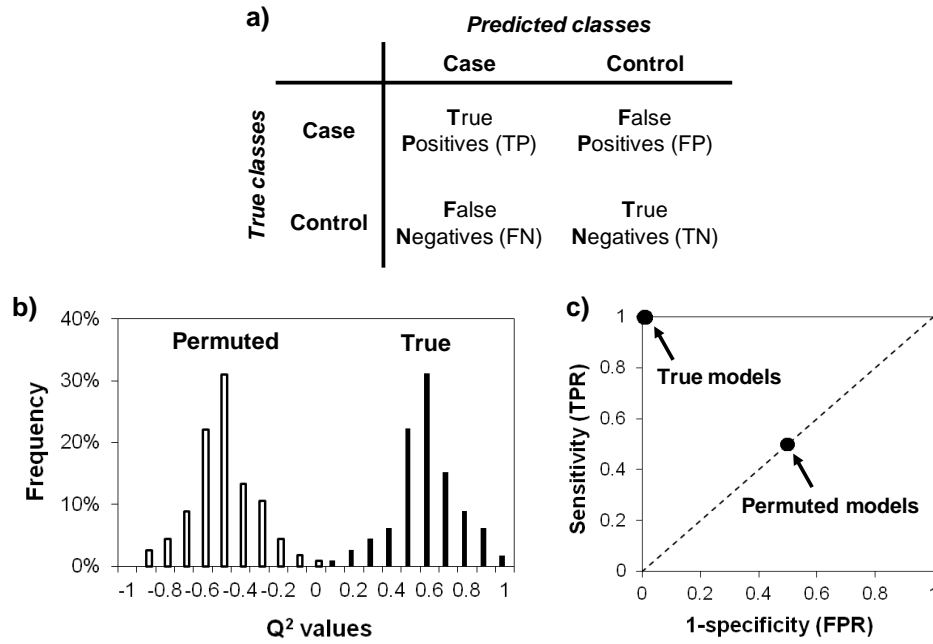 a)
Predicted classes
Case Control
True classes
Case
True
Positives (TP)
False
Positives (FP)
Control
False
Negatives (FN)
True
Negatives (TN)
b)
Frequency
40%
30%
20%
10%
0%
Permuted
True
-1 -0.8 -0.6 -0.4 -0.2 0 0.2 0.4 0.6 0.8 1
Q² values
c)
Sensitivity (TPR)
1
0.8
0.6
0.4
0.2
0
True models
Permuted models
0 0.2 0.4 0.6 0.8 1
1-specificity (FPR)